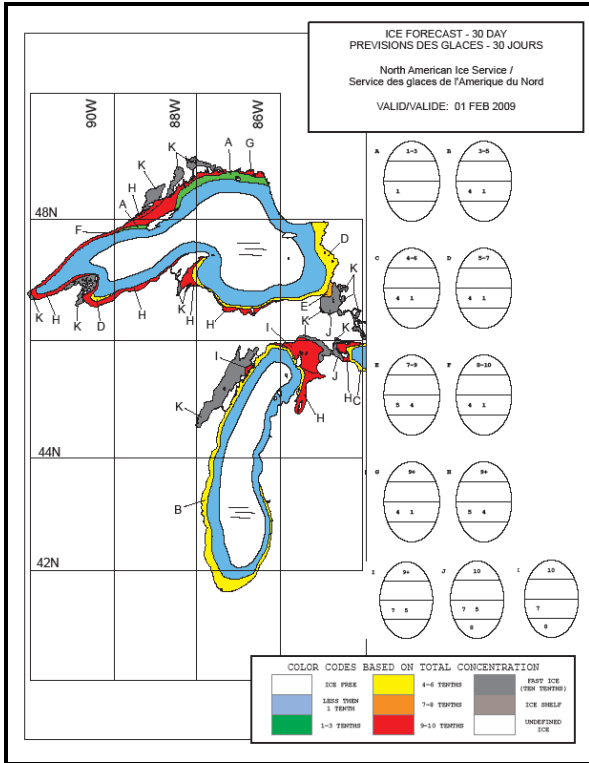 ICE FORECAST - 30 DAY
PREVISIONS DES GLACES - 30 JOURS
North American Ice Service /
Service des glaces de l'Amerique du Nord
VALID/VALIDE: 01 FEB 2009
90W
88W
86W
K
A
G
K
H
A
48N
F
D
K
E
K
J
K
K
H
K
D
H
K
H
H
I
K
I
J
H
C
H
K
44N
B
42N
A
1-3
1
B
3-5
4 1
C
4-6
4 1
D
5-7
4 1
E
7-9
5 4
F
8-10
4 1
G
9+
4 1
H
9+
5 4
I
9+
7 5
J
10
7 5
8
10
7
8
COLOR CODES BASED ON TOTAL CONCENTRATION
ICE FREE
4-6 TENTHS
FAST ICE
(TEN TENTHS)
LESS THEN
1 TENTH
7-8 TENTHS
ICE SHELF
1-3 TENTHS
9-10 TENTHS
UNDEFINED
ICE